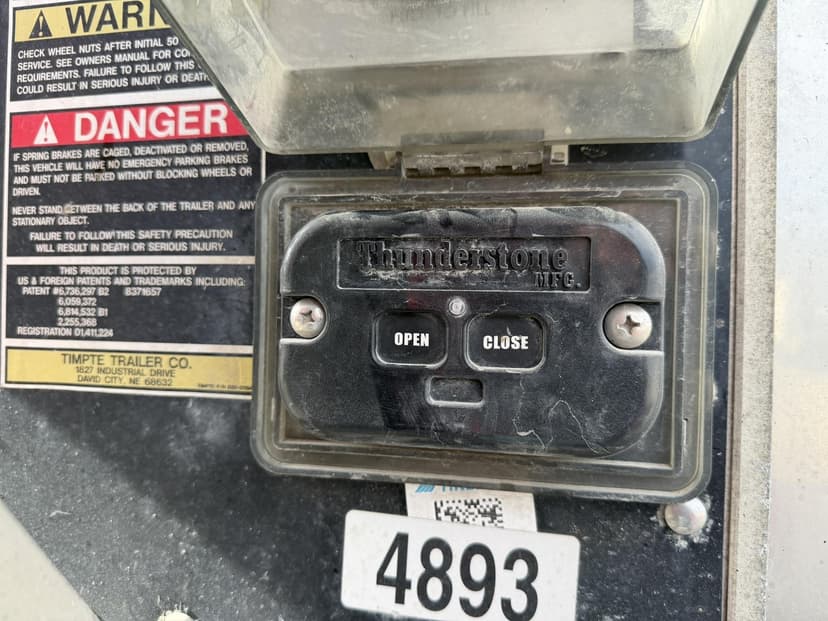 WARN
CHECK WHEEL NUTS AFTER INITIAL 50
SERVICE. SEE OWNERS MANUAL FOR
REQUIREMENTS. FAILURE TO FOLLOW THIS
COULD RESULT IN SERIOUS INJURY OR DEATH
DANGER
IF SPRING BRAKES ARE CAGED, DEACTIVATED OR REMOVED,
THIS VEHICLE WILL HAVE NO EMERGENCY PARKING BRAKES
AND MUST NOT BE PARKED WITHOUT BLOCKING WHEELS OR
DRIVEN.
NEVER STAND BETWEEN THE BACK OF THE TRAILER AND ANY
STATIONARY OBJECT.
FAILURE TO FOLLOW THIS SAFETY PRECAUTION
WILL RESULT IN DEATH OR SERIOUS INJURY.
THIS PRODUCT IS PROTECTED BY
US & FOREIGN PATENTS AND TRADEMARKS INCLUDING:
PATENT #6,736,297 B2 8371657
6,059,372
6,814,532 B1
2,255,368
REGISTRATION 01,411,224
TIMPTE TRAILER CO.
1827 INDUSTRIAL DRIVE
DAVID CITY, NE 68632
Thunderstone
MFG.
OPEN
CLOSE
4893